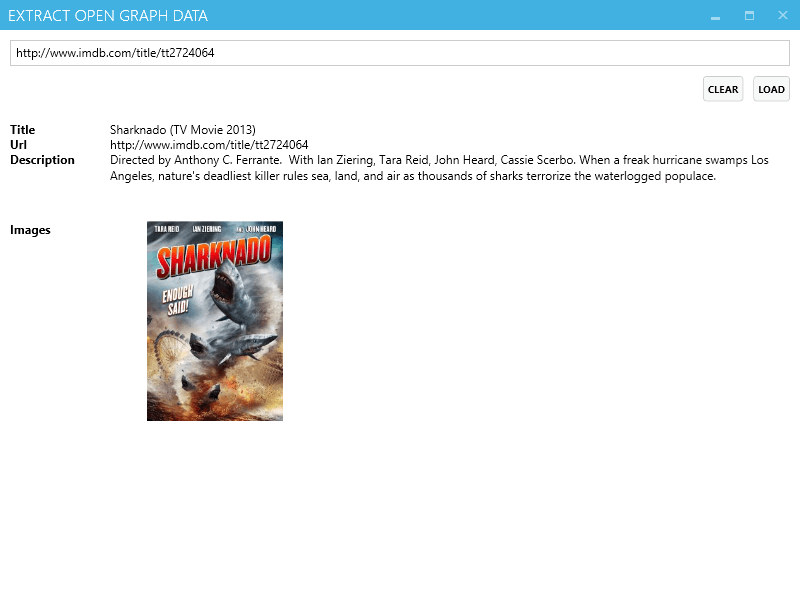 EXTRACT OPEN GRAPH DATA
http://www.imdb.com/title/tt2724064
CLEAR LOAD
Title Sharknado (TV Movie 2013)
Url http://www.imdb.com/title/tt2724064
Description Directed by Anthony C. Ferrante.  With Ian Ziering, Tara Reid, John Heard, Cassie Scerbo. When a freak hurricane swamps Los
Angeles, nature's deadliest killer rules sea, land, and air as thousands of sharks terrorize the waterlogged populace.
Images
TARA REID IAN ZIERING AND JOHN HEARD
SHARKNADO
ENOUGH
SAID!